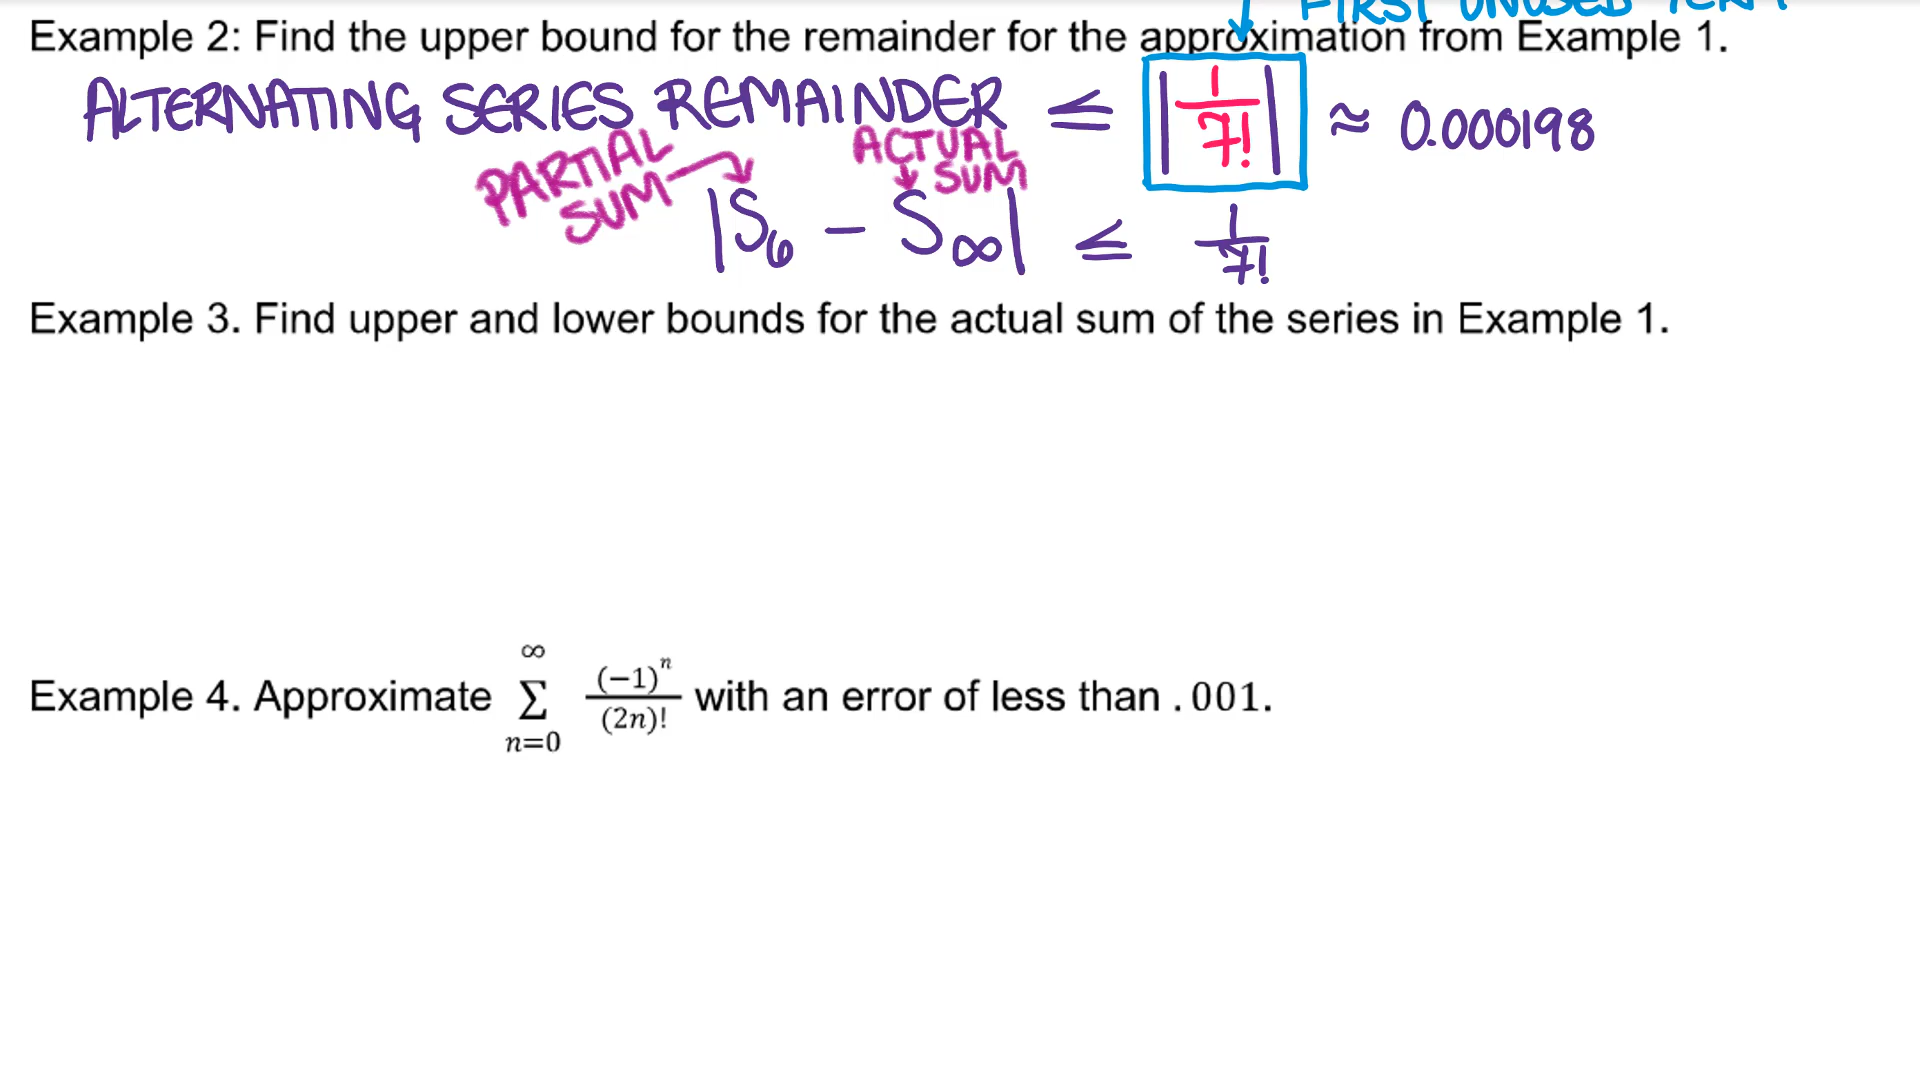 FIRST UNUSED TERM
Example 2: Find the upper bound for the remainder for the approximation from Example 1.
ALTERNATING SERIES REMAINDER ≤ |1/7!| ≈ 0.000198
PARTIAL SUM
ACTUAL SUM
|S₆ − S∞| ≤ 1/7!
Example 3. Find upper and lower bounds for the actual sum of the series in Example 1.
Example 4. Approximate ∞ Σ n=0 (−1)ⁿ/(2n)! with an error of less than .001.